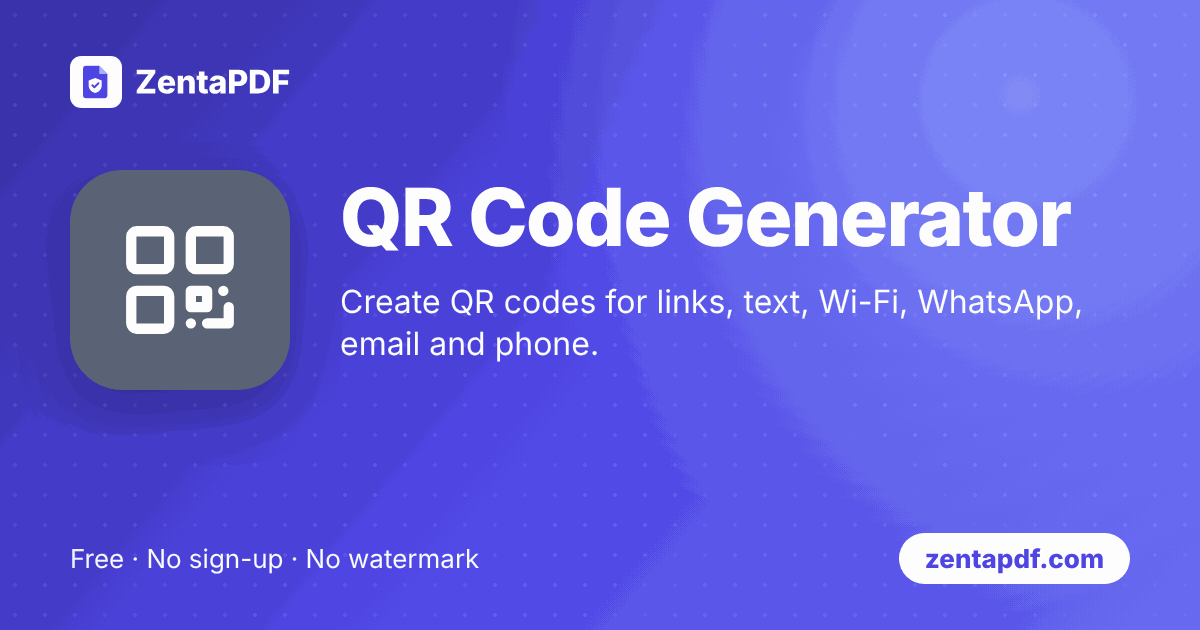 ZentaPDF
QR Code Generator
Create QR codes for links, text, Wi-Fi, WhatsApp,
email and phone.
Free · No sign-up · No watermark
zentapdf.com